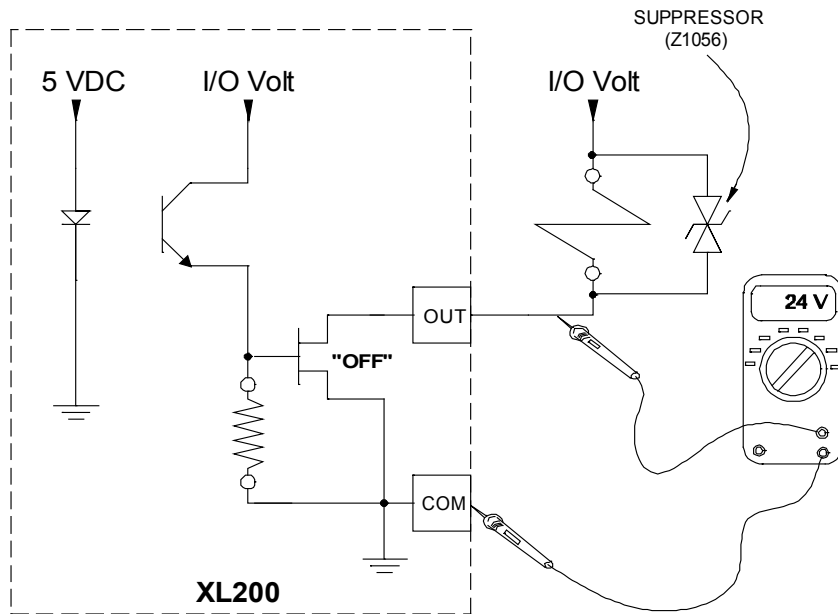 SUPPRESSOR
(Z1056)
5 VDC
I/O Volt
I/O Volt
24 V
OUT
"OFF"
COM
XL200